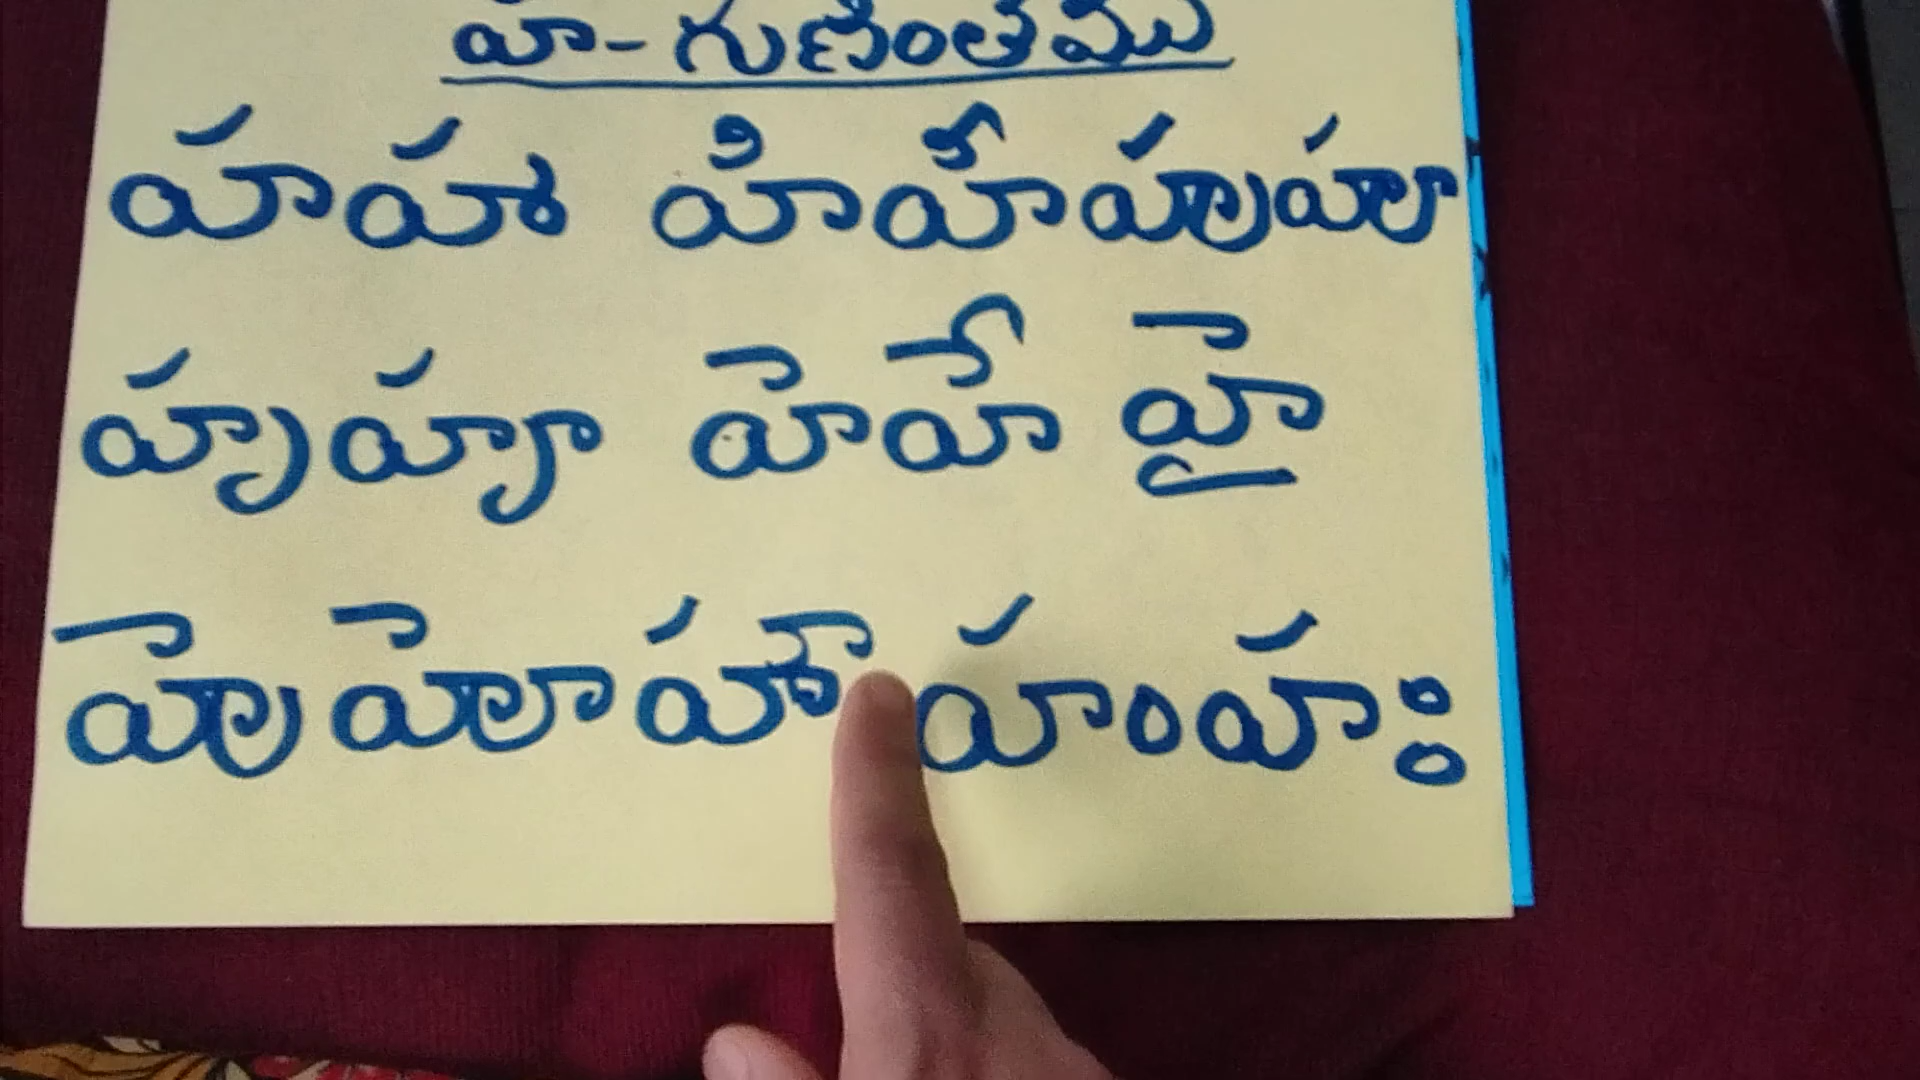 హ - గుణింతము
హ హా హి హీ హు హూ
హృ హౄ హె హే హై
హొ హో హౌ హం హః